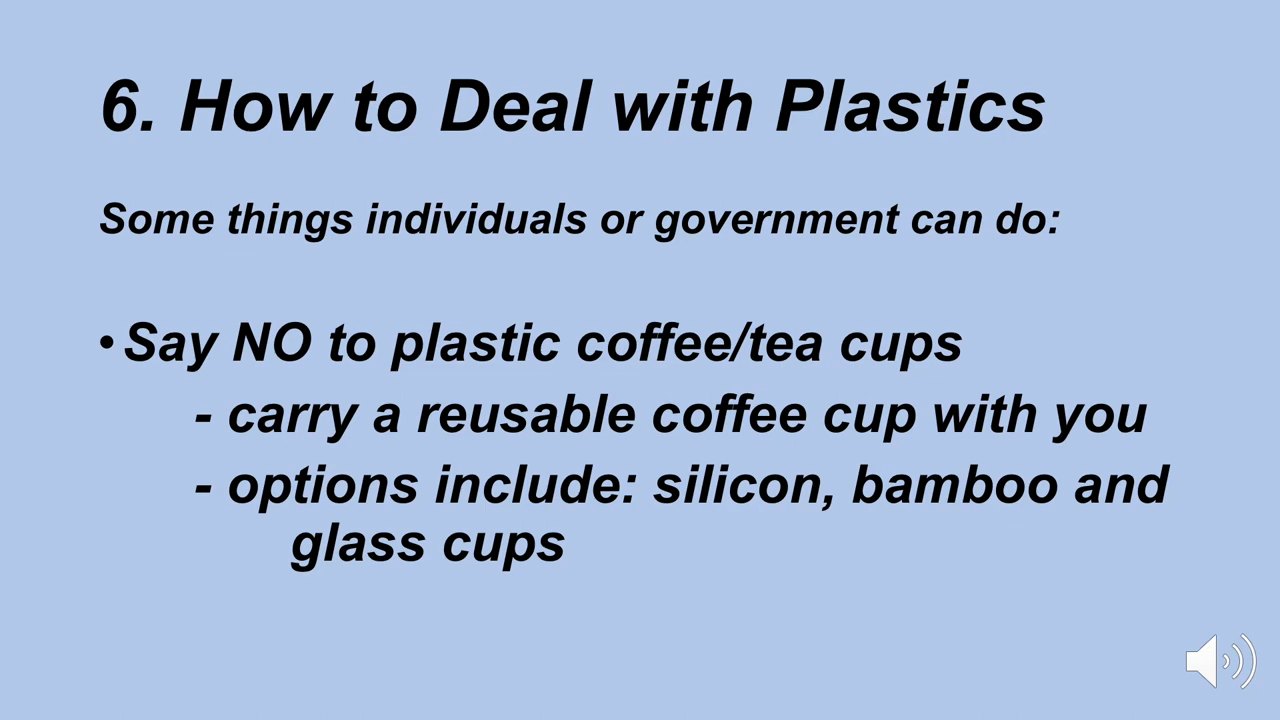 6. How to Deal with Plastics
Some things individuals or government can do:
• Say NO to plastic coffee/tea cups
- carry a reusable coffee cup with you
- options include: silicon, bamboo and
glass cups